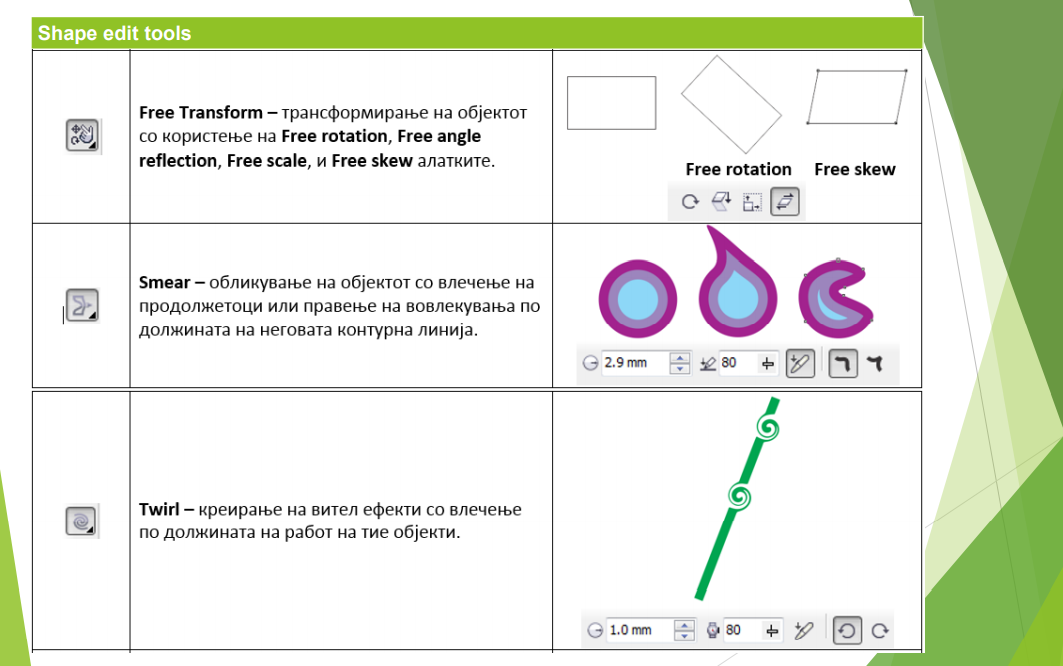 Shape edit tools
Free Transform – трансформирање на објектот
со користење на Free rotation, Free angle
reflection, Free scale, и Free skew алатките.
Free rotation Free skew
Smear – обликување на објектот со влечење на
продолжетоци или правење на вовлекувања по
должината на неговата контурна линија.
2.9 mm 80
Twirl – креирање на вител ефекти со влечење
по должината на работ на тие објекти.
1.0 mm 80